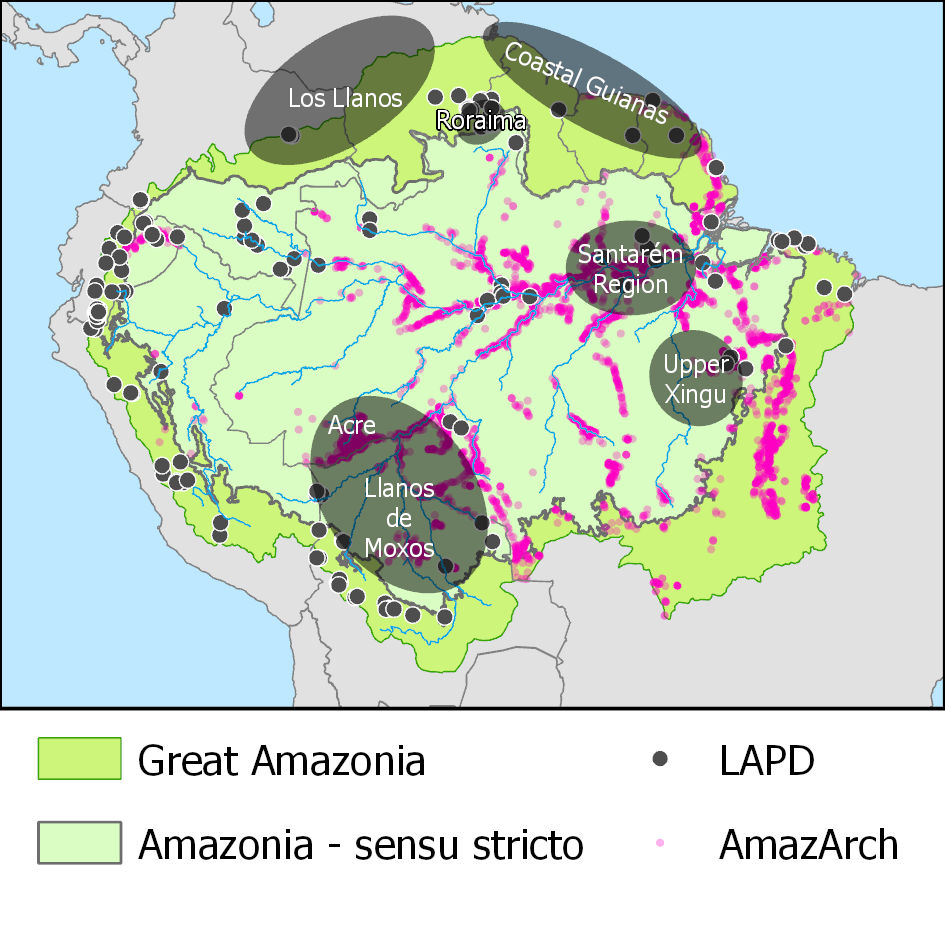 Los Llanos
Coastal Guianas
Roraima
Santarém
Region
Upper
Xingu
Acre
Llanos
de
Moxos
Great Amazonia
LAPD
Amazonia - sensu stricto
AmazArch